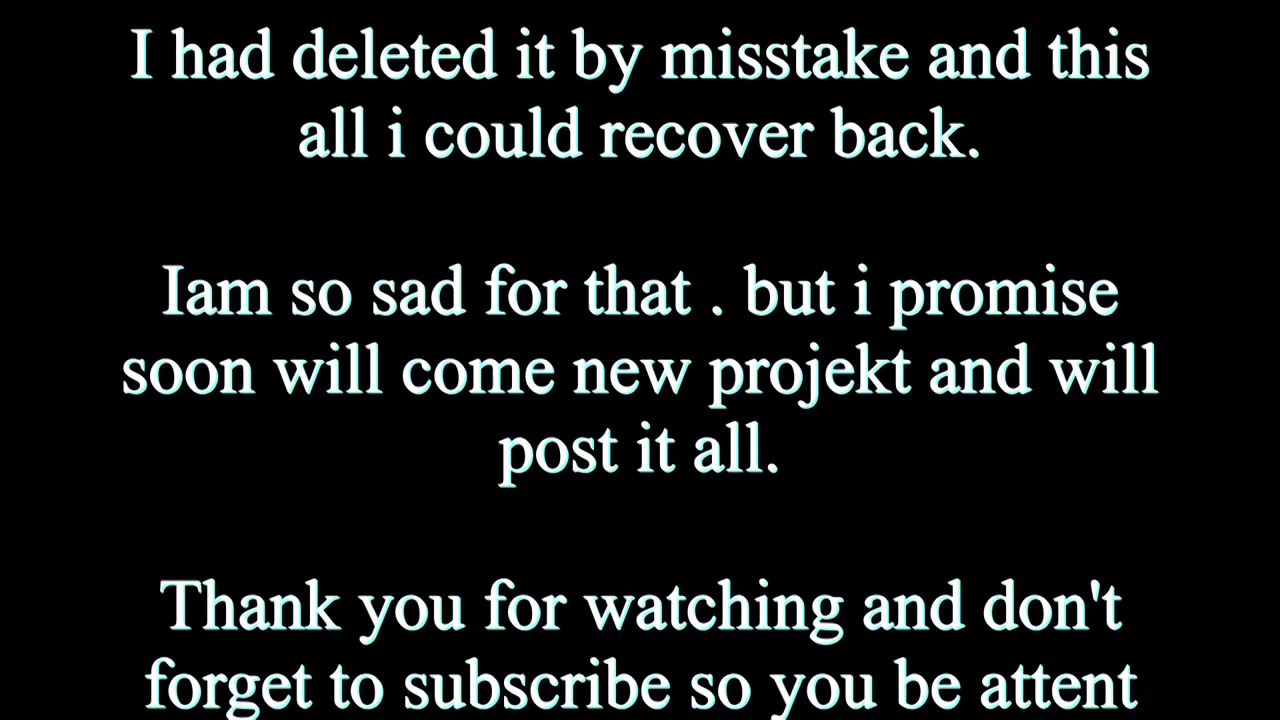 I had deleted it by misstake and this
all i could recover back.
Iam so sad for that . but i promise
soon will come new projekt and will
post it all.
Thank you for watching and don't
forget to subscribe so you be attent